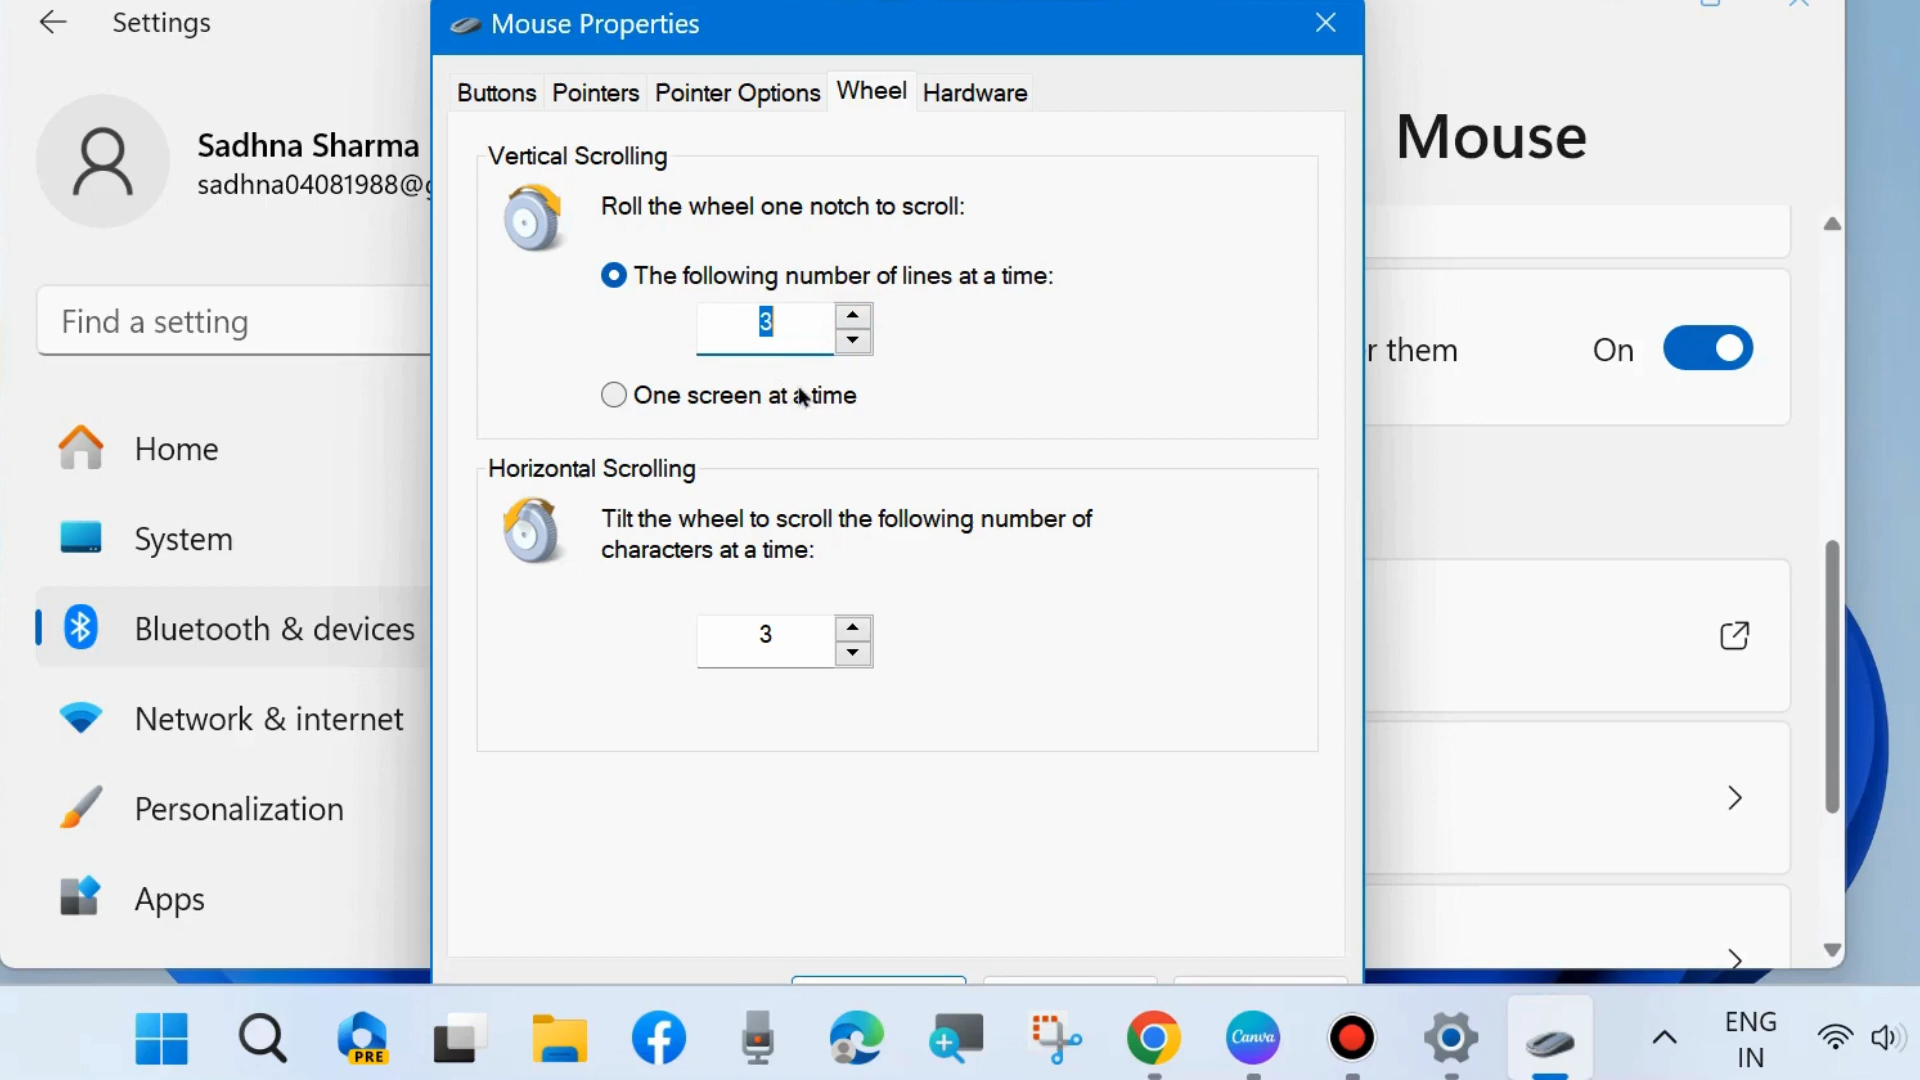 Settings
Mouse Properties
Sadhna Sharma
sadhna04081988@g
Find a setting
Home
System
Bluetooth & devices
Network & internet
Personalization
Apps
Buttons
Pointers
Pointer Options
Wheel
Hardware
Vertical Scrolling
Roll the wheel one notch to scroll:
The following number of lines at a time:
3
One screen at a time
Horizontal Scrolling
Tilt the wheel to scroll the following number of
characters at a time:
3
Mouse
r them
On
PRE
Canva
ENG
IN